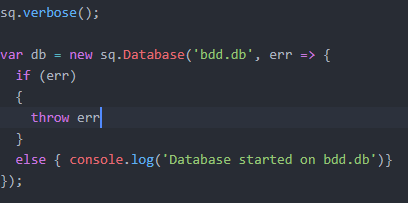 sq.verbose();
var db = new sq.Database('bdd.db', err => {
if (err)
{
throw err
}
else { console.log('Database started on bdd.db')}
});